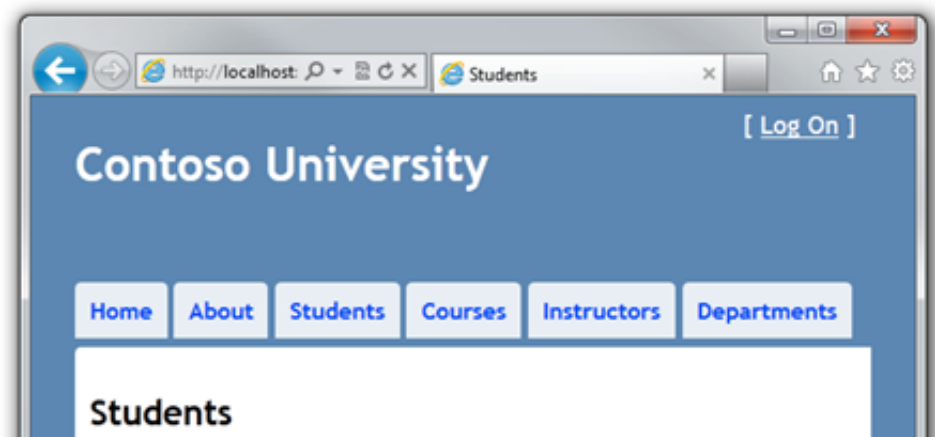 http://localhost:
Students
[ Log On ]
Contoso University
Home About Students Courses Instructors Departments
Students